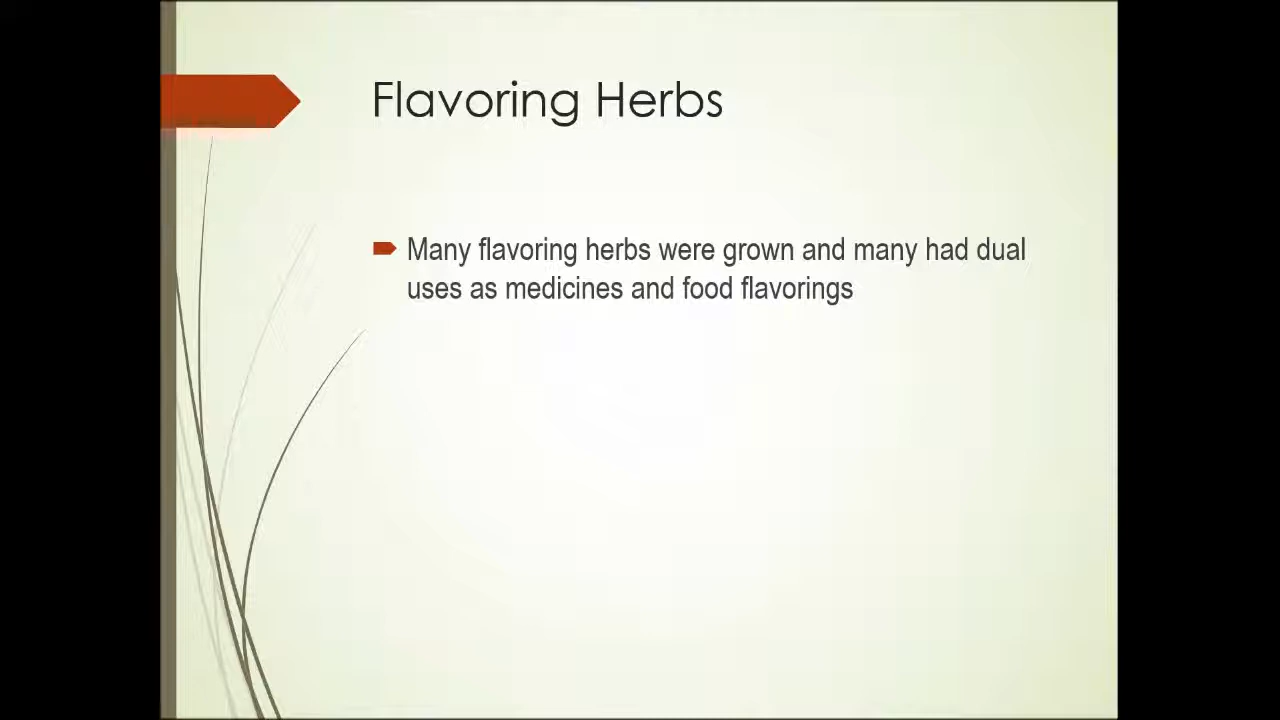 Flavoring Herbs
Many flavoring herbs were grown and many had dual
uses as medicines and food flavorings